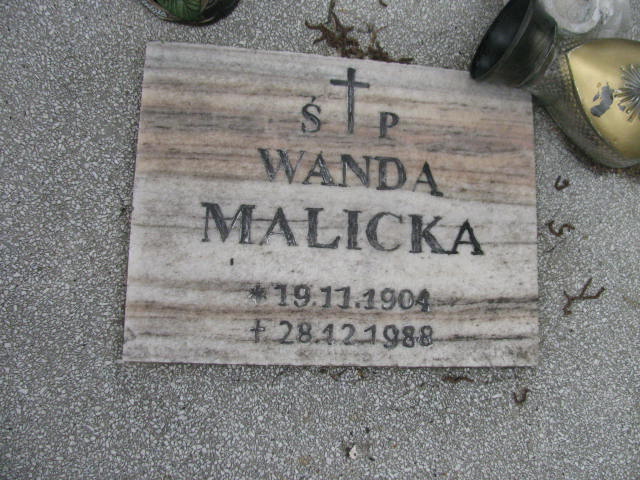 Ś P
WANDA
MALICKA
* 19.11.1904
† 28.12.1988